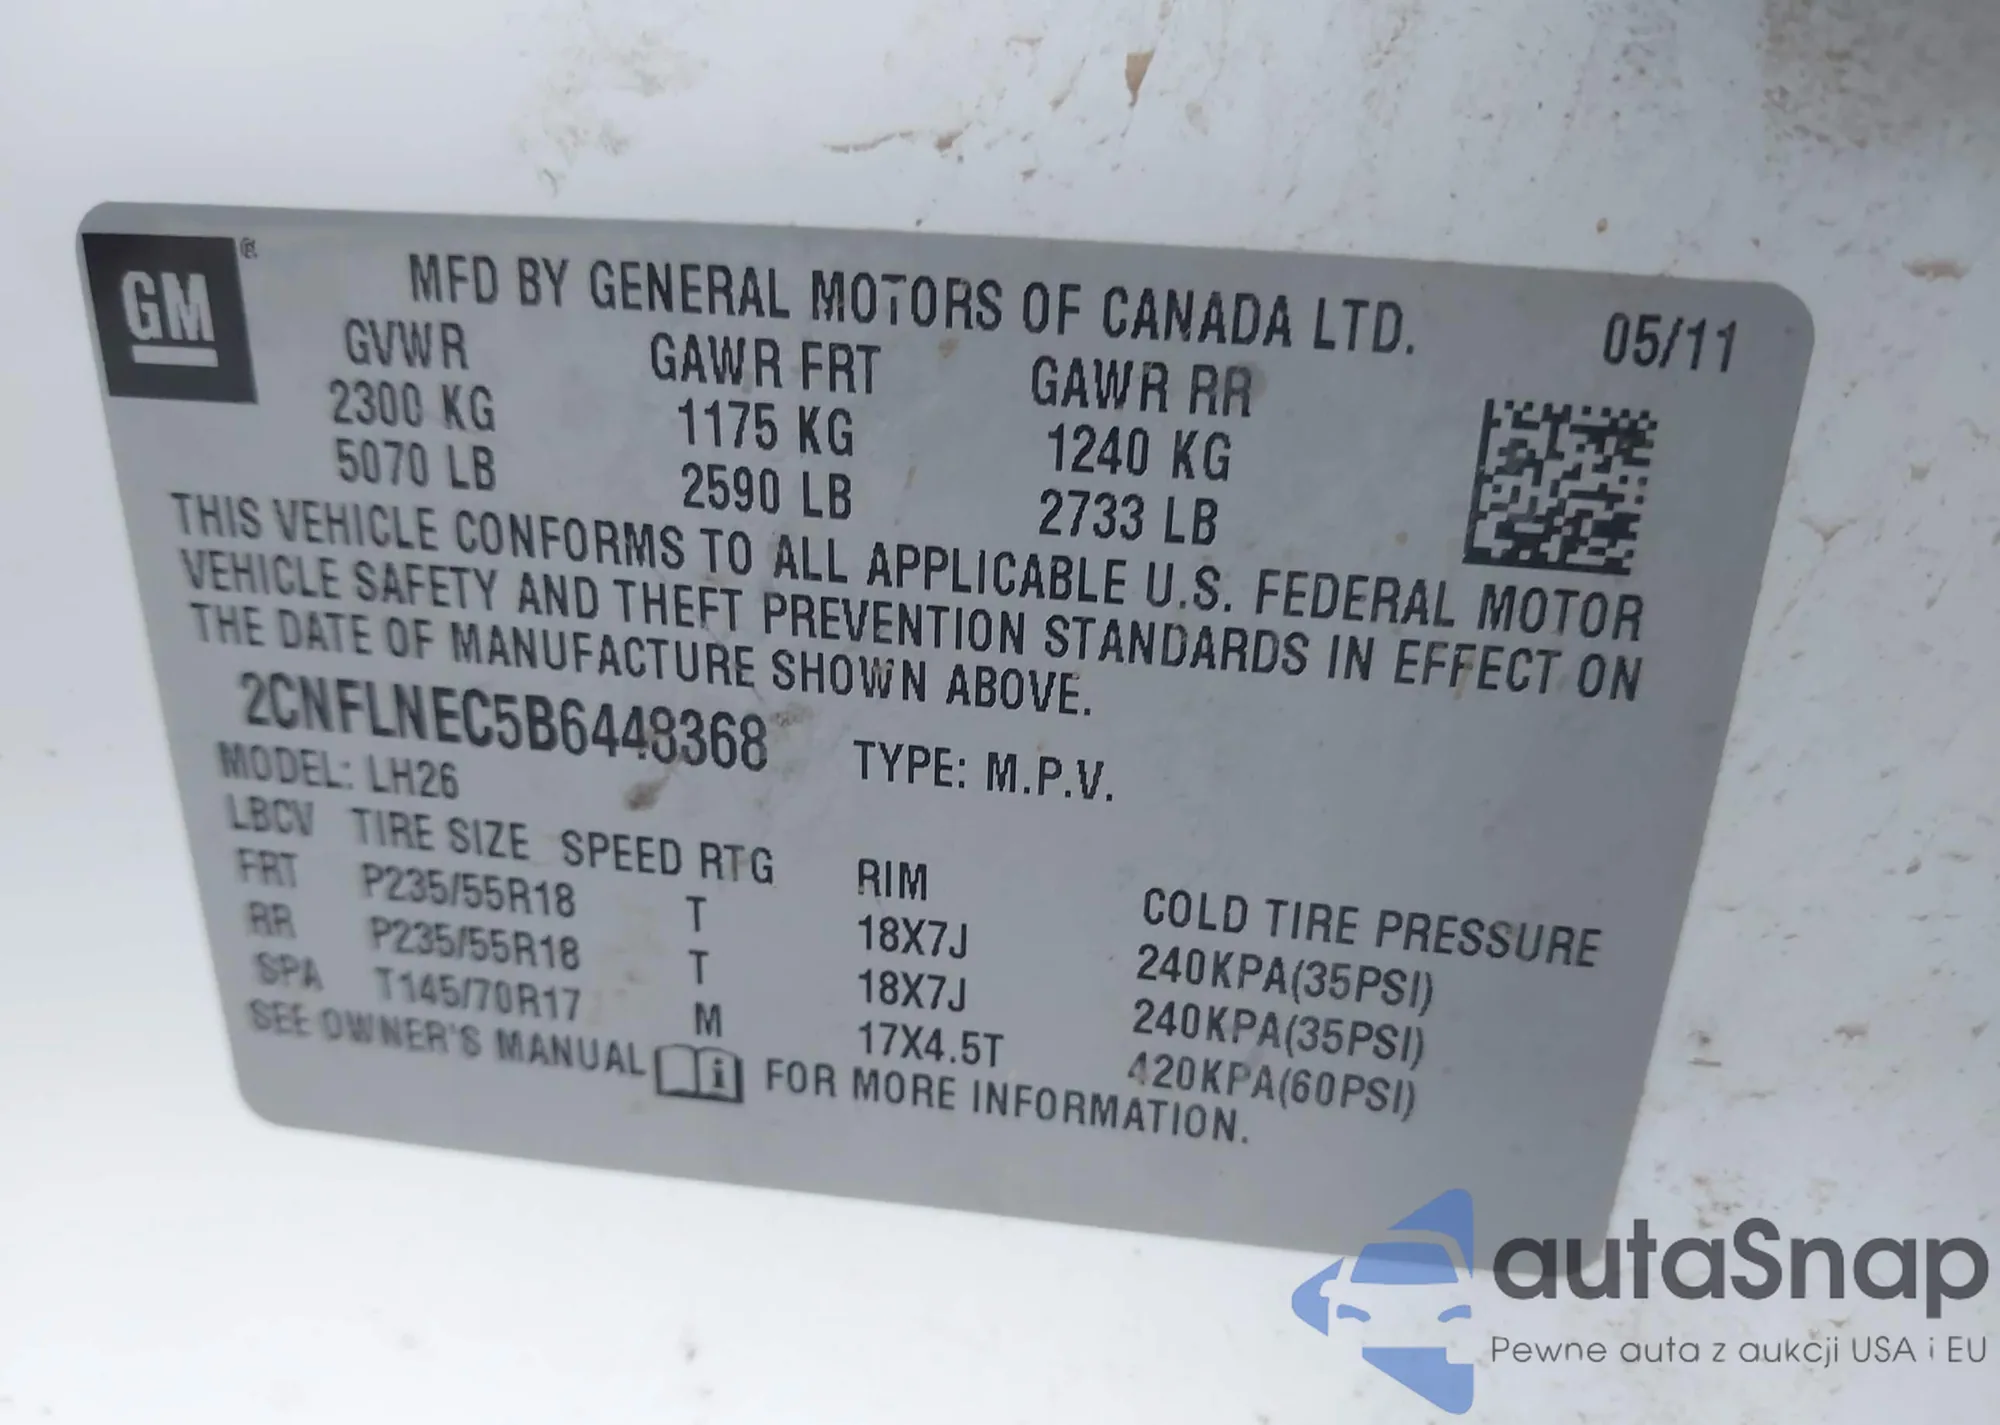 GM ®
MFD BY GENERAL MOTORS OF CANADA LTD. 05/11
GVWR GAWR FRT GAWR RR
2300 KG 1175 KG 1240 KG
5070 LB 2590 LB 2733 LB
THIS VEHICLE CONFORMS TO ALL APPLICABLE U.S. FEDERAL MOTOR
VEHICLE SAFETY AND THEFT PREVENTION STANDARDS IN EFFECT ON
THE DATE OF MANUFACTURE SHOWN ABOVE.
2CNFLNEC5B6448368 TYPE: M.P.V.
MODEL: LH26
LBCV TIRE SIZE SPEED RTG RIM COLD TIRE PRESSURE
FRT P235/55R18 T 18X7J 240KPA(35PSI)
RR P235/55R18 T 18X7J 240KPA(35PSI)
SPA T145/70R17 M 17X4.5T 420KPA(60PSI)
SEE OWNER'S MANUAL FOR MORE INFORMATION.
autaSnap
Pewne auta z aukcji USA i EU